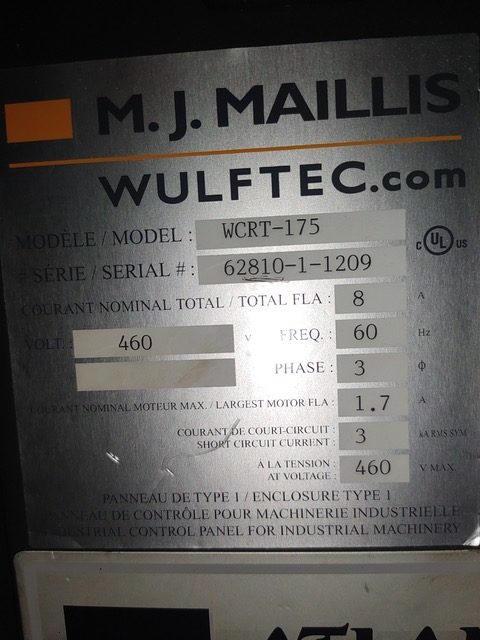 M. J. MAILLIS
WULFTEC.com
MODÈLE / MODEL : WCRT-175
# SÉRIE / SERIAL # : 62810-1-1209
C UL US
COURANT NOMINAL TOTAL / TOTAL FLA : 8 A
VOLT. : 460 V FREQ. : 60 Hz
PHASE : 3 ϕ
COURANT NOMINAL MOTEUR MAX. / LARGEST MOTOR FLA : 1.7 A
COURANT DE COURT-CIRCUIT :
SHORT CIRCUIT CURRENT : 3 kA RMS SYM
À LA TENSION :
AT VOLTAGE : 460 V MAX.
PANNEAU DE TYPE 1 / ENCLOSURE TYPE 1
PANNEAU DE CONTRÔLE POUR MACHINERIE INDUSTRIELLE
INDUSTRIAL CONTROL PANEL FOR INDUSTRIAL MACHINERY